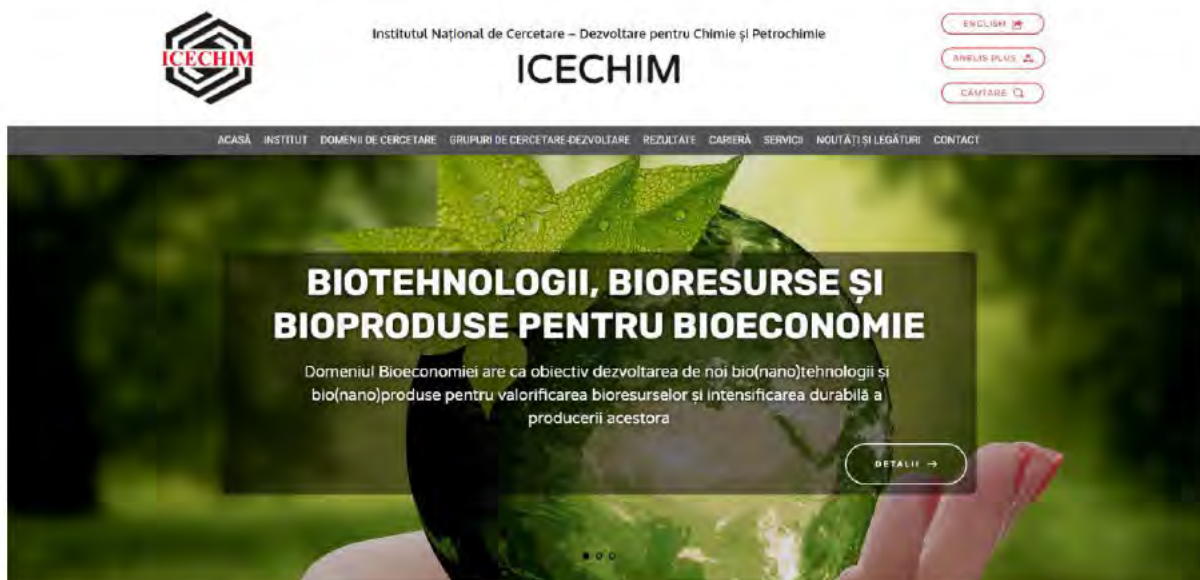 ICECHIM
Institutul Național de Cercetare – Dezvoltare pentru Chimie și Petrochimie
ICECHIM
ENGLISH
ANELIS PLUS
CĂUTARE
ACASĂ INSTITUT DOMENII DE CERCETARE GRUPURI DE CERCETARE-DEZVOLTARE REZULTATE CARIERĂ SERVICII NOUTĂȚI ȘI LEGĂTURI CONTACT
BIOTEHNOLOGII, BIORESURSE ȘI
BIOPRODUSE PENTRU BIOECONOMIE
Domeniul Bioeconomiei are ca obiectiv dezvoltarea de noi bio(nano)tehnologii și
bio(nano)produse pentru valorificarea bioresurselor și intensificarea durabilă a
producerii acestora
DETALII →